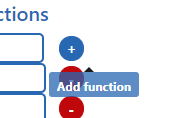 ctions
+
Add function
-